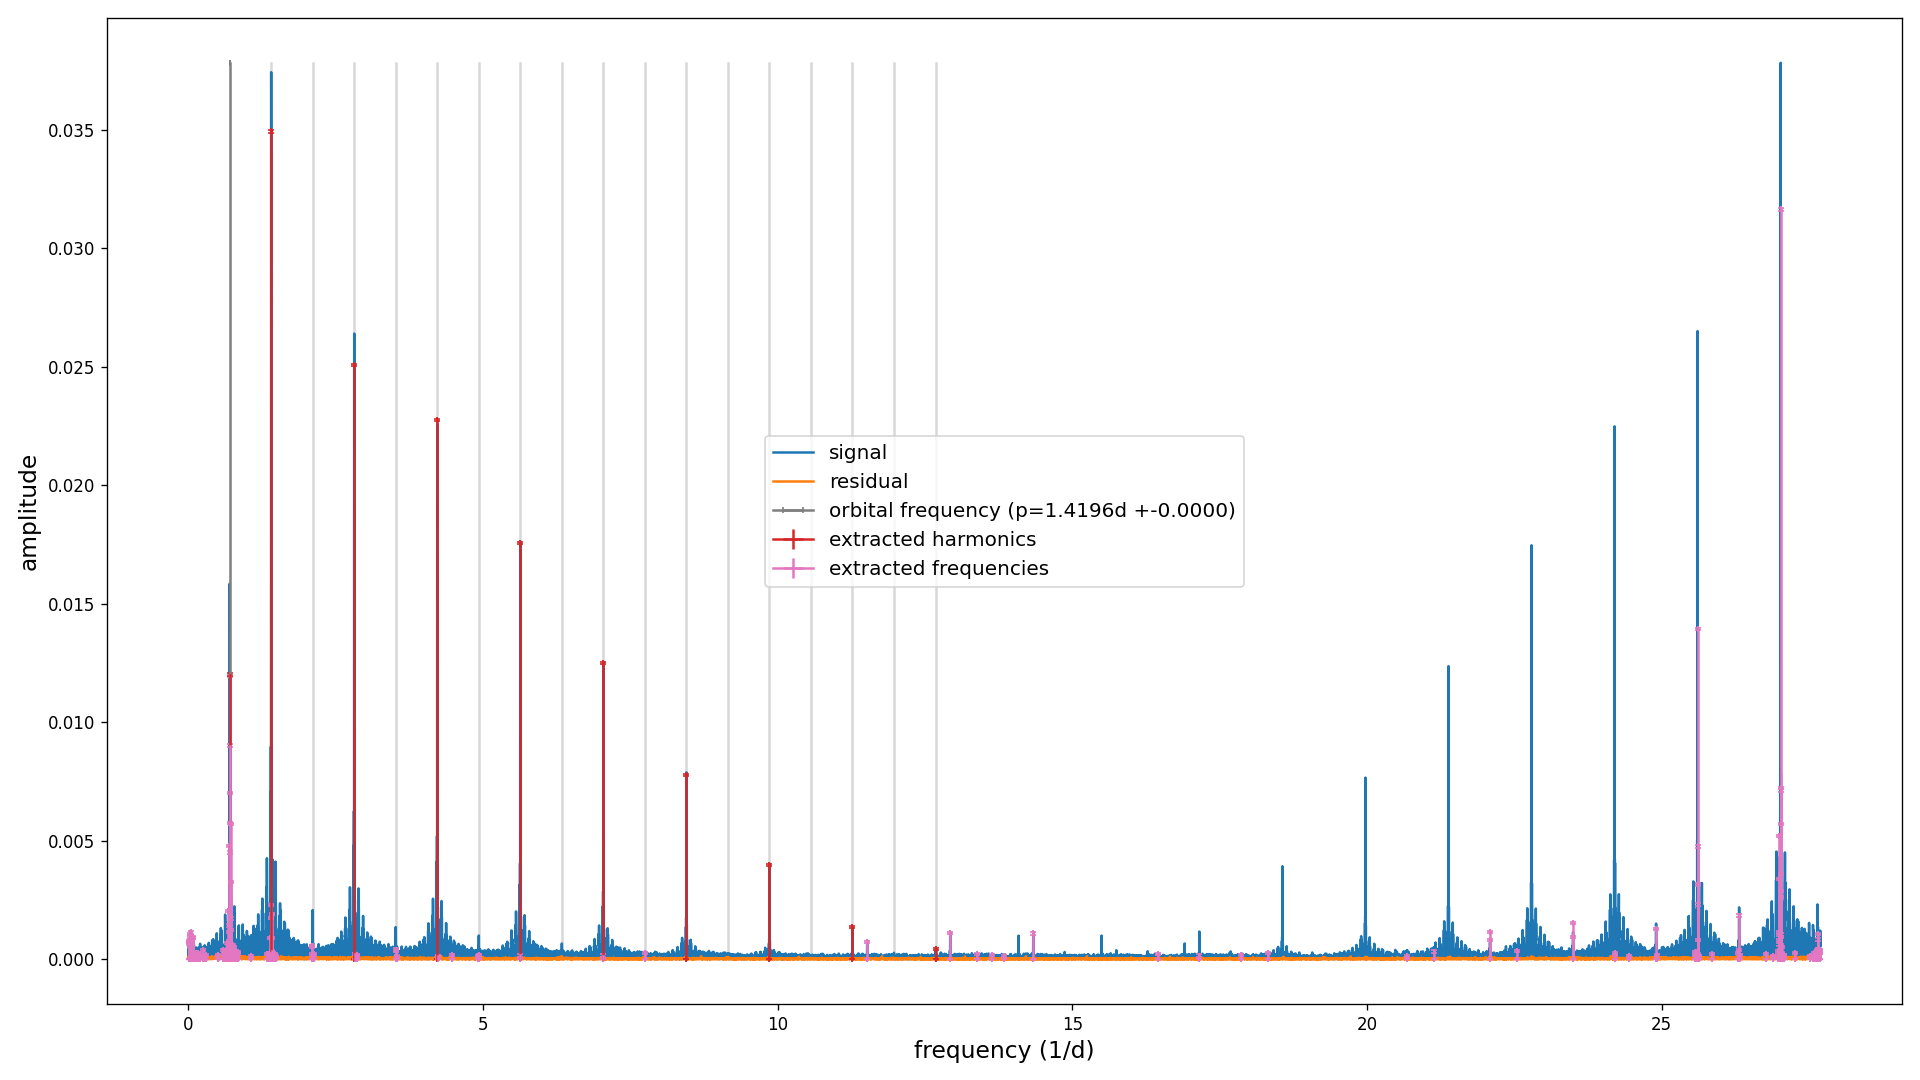 0.035
0.030
0.025
0.020
0.015
0.010
0.005
0.000
amplitude
signal
residual
orbital frequency (p=1.4196d +-0.0000)
extracted harmonics
extracted frequencies
0 5 10 15 20 25
frequency (1/d)